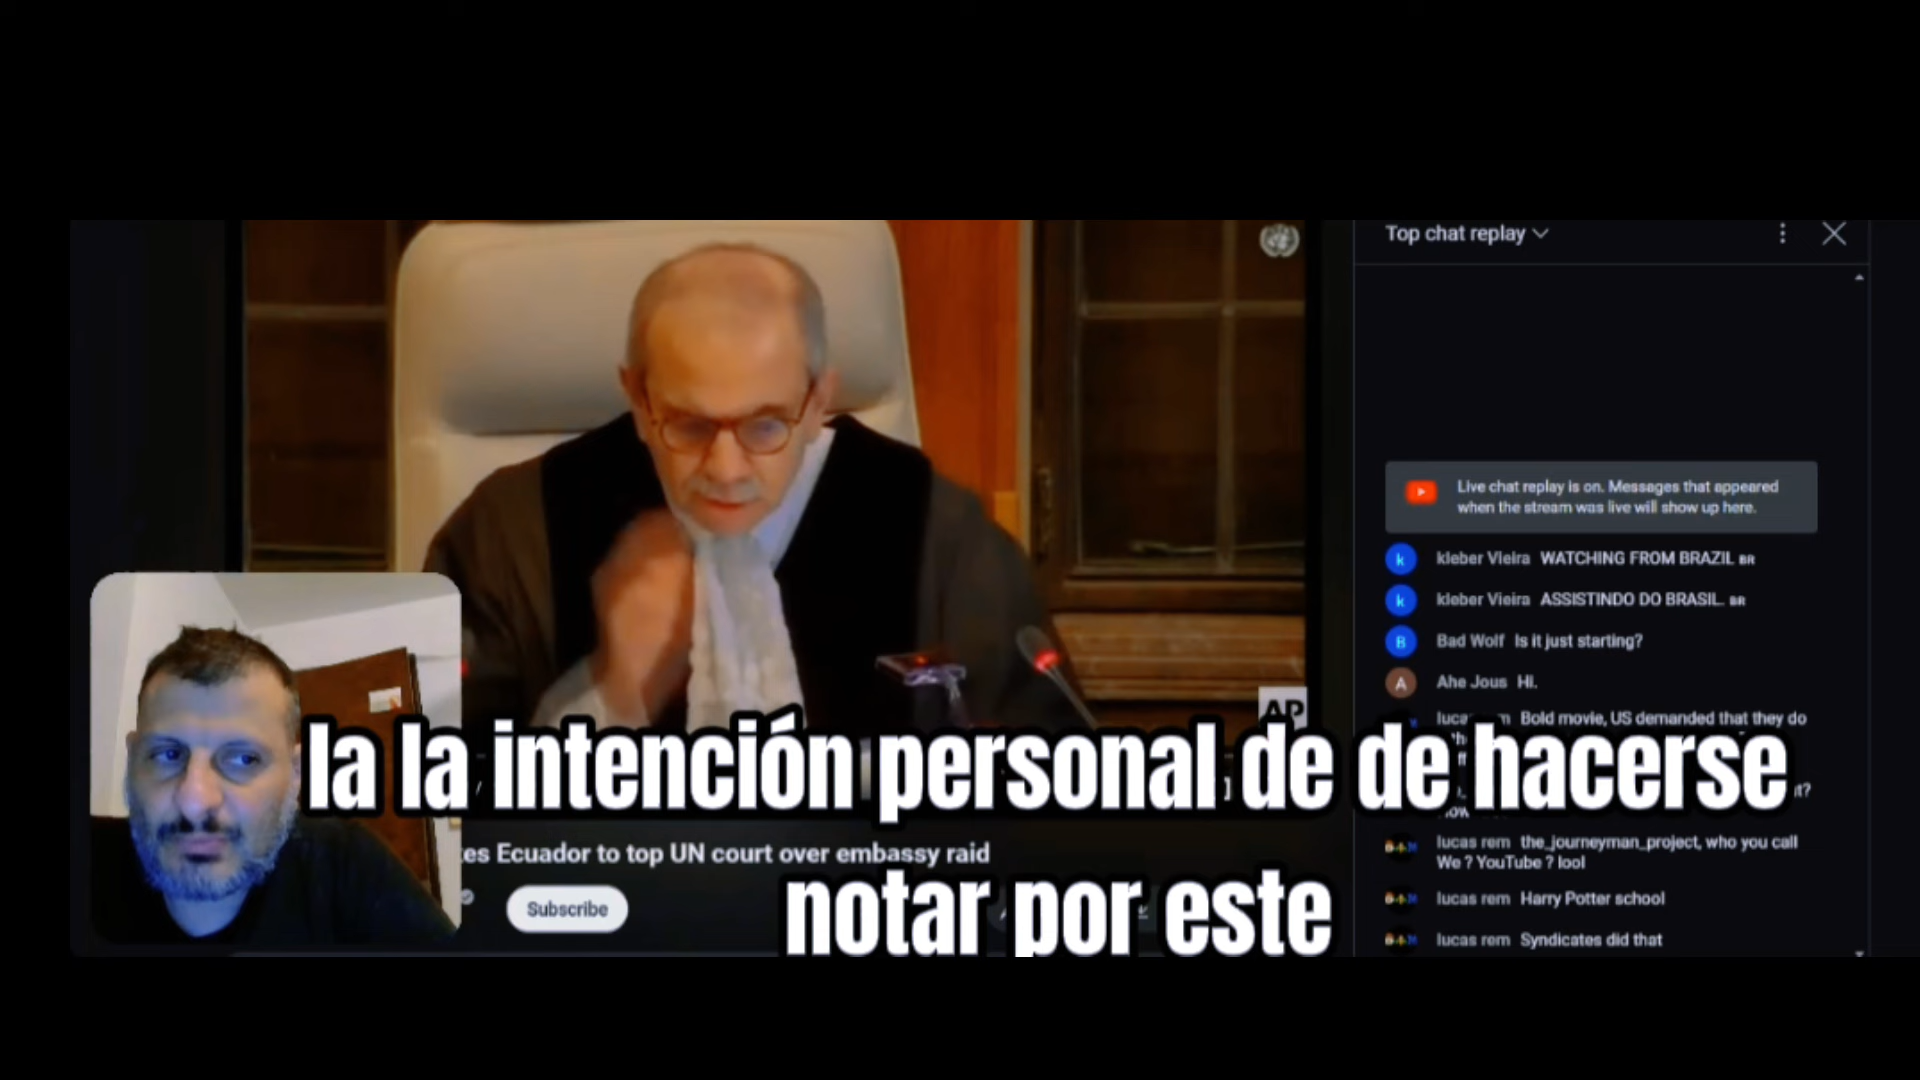 Top chat replay
Live chat replay is on. Messages that appeared
when the stream was live will show up here.
kleber Vieira WATCHING FROM BRAZIL BR
kleber Vieira ASSISTINDO DO BRASIL. BR
Bad Wolf Is it just starting?
Ahe Jous Hi.
Bold movie, US demanded that they do
lucas rem the_journeyman_project, who you call
We ? YouTube ? lool
lucas rem Harry Potter school
lucas rem Syndicates did that
AP
la la intención personal de de hacerse
notar por este
es Ecuador to top UN court over embassy raid
Subscribe